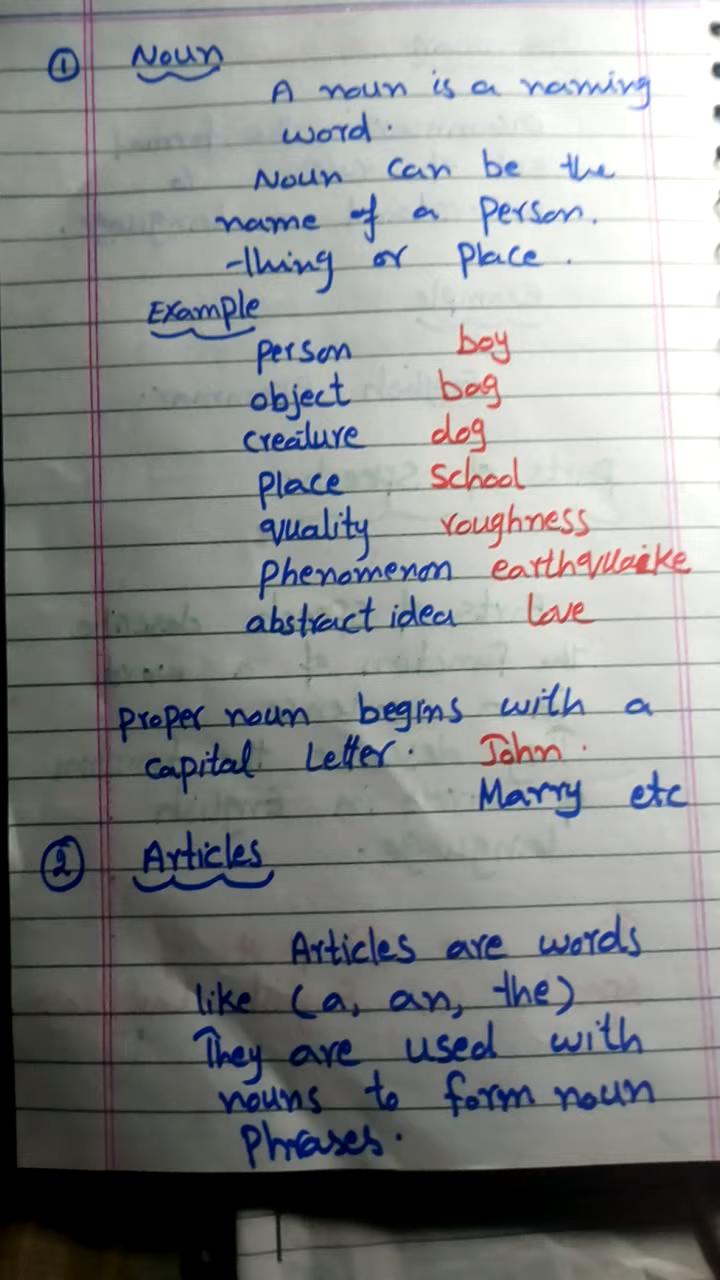 ① Noun
A noun is a naming
word.
Noun can be the
name of a person.
thing or place.
Example
person boy
object bag
creature dog
place school
quality roughness
Phenomenon earthquaike
abstract idea love
proper noun begins with a
capital Letter. John.
Marry etc
② Articles
Articles are words
like (a, an, the)
They are used with
nouns to form noun
phrases.